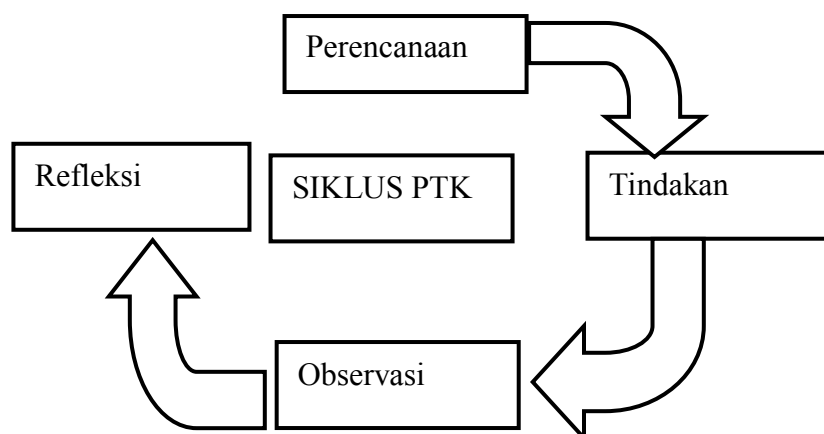 Perencanaan
Refleksi
SIKLUS PTK
Tindakan
Observasi